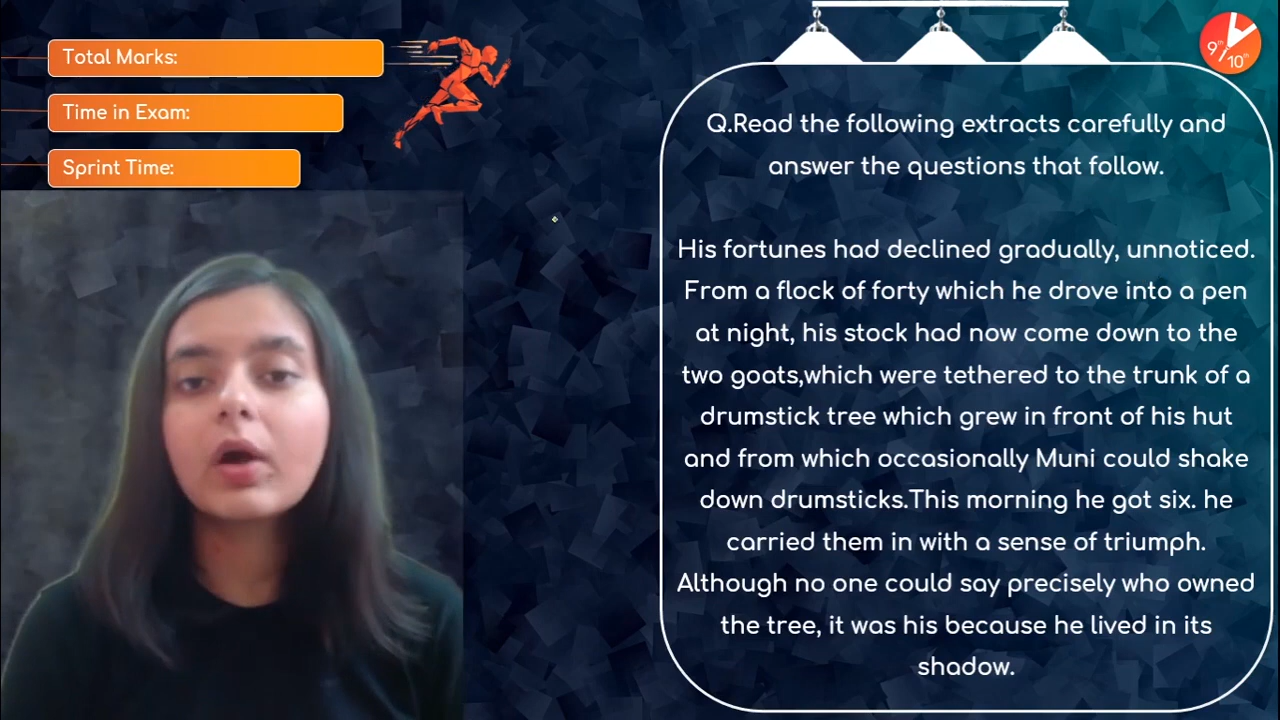 Total Marks:
Time in Exam:
Sprint Time:
9th
10th
Q.Read the following extracts carefully and
answer the questions that follow.
His fortunes had declined gradually, unnoticed.
From a flock of forty which he drove into a pen
at night, his stock had now come down to the
two goats,which were tethered to the trunk of a
drumstick tree which grew in front of his hut
and from which occasionally Muni could shake
down drumsticks.This morning he got six. he
carried them in with a sense of triumph.
Although no one could say precisely who owned
the tree, it was his because he lived in its
shadow.